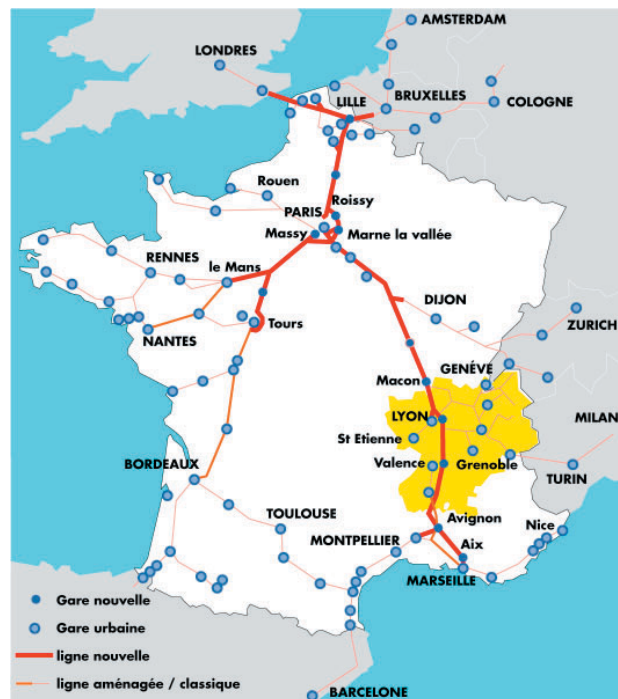 AMSTERDAM
LONDRES
BRUXELLES
COLOGNE
LILLE
Rouen
Roissy
PARIS
Massy
Marne la vallée
RENNES
le Mans
DIJON
Tours
NANTES
ZURICH
GENÉVE
Macon
LYON
MILAN
St Etienne
Valence
Grenoble
TURIN
BORDEAUX
Avignon
TOULOUSE
Nice
MONTPELLIER
Aix
MARSEILLE
Gare nouvelle
Gare urbaine
ligne nouvelle
ligne aménagée / classique
BARCELONE